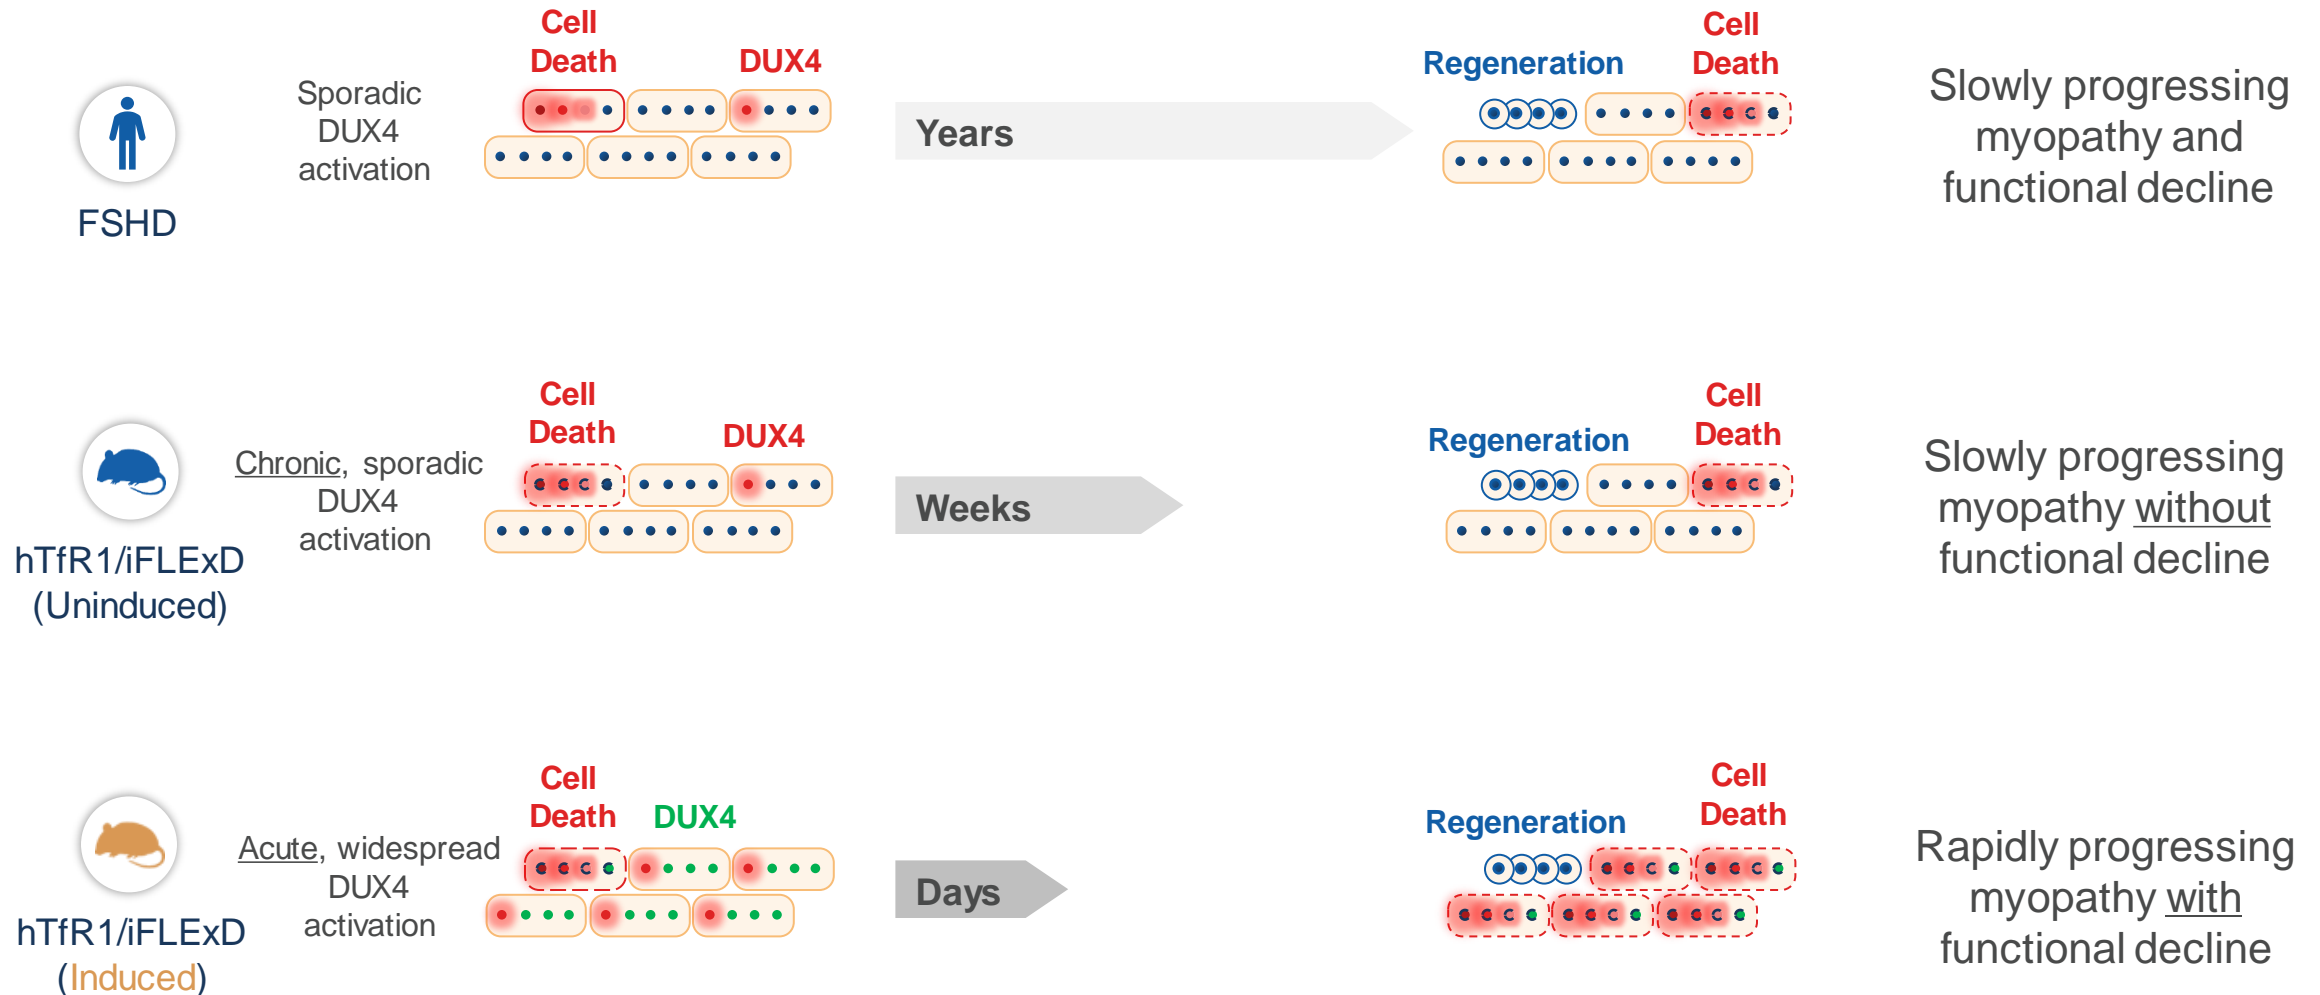 FSHD
Sporadic
DUX4
activation
Cell
Death
DUX4
Years
Regeneration
Cell
Death
Slowly progressing
myopathy and
functional decline
hTfR1/iFLExD
(Uninduced)
Chronic, sporadic
DUX4
activation
Cell
Death
DUX4
Weeks
Regeneration
Cell
Death
Slowly progressing
myopathy without
functional decline
hTfR1/iFLExD
(Induced)
Acute, widespread
DUX4
activation
Cell
Death
DUX4
Days
Regeneration
Cell
Death
Rapidly progressing
myopathy with
functional decline